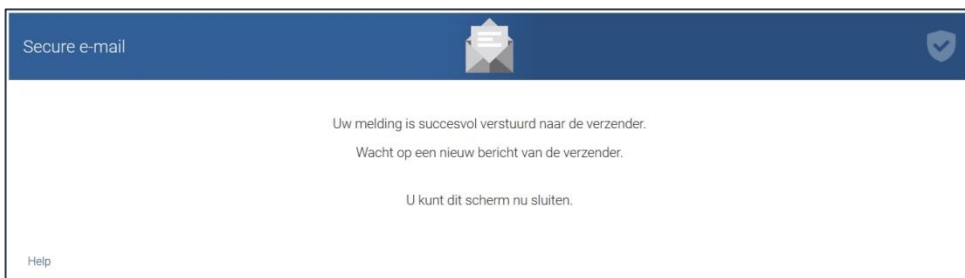 Secure e-mail
Uw melding is succesvol verstuurd naar de verzender.
Wacht op een nieuw bericht van de verzender.
U kunt dit scherm nu sluiten.
Help